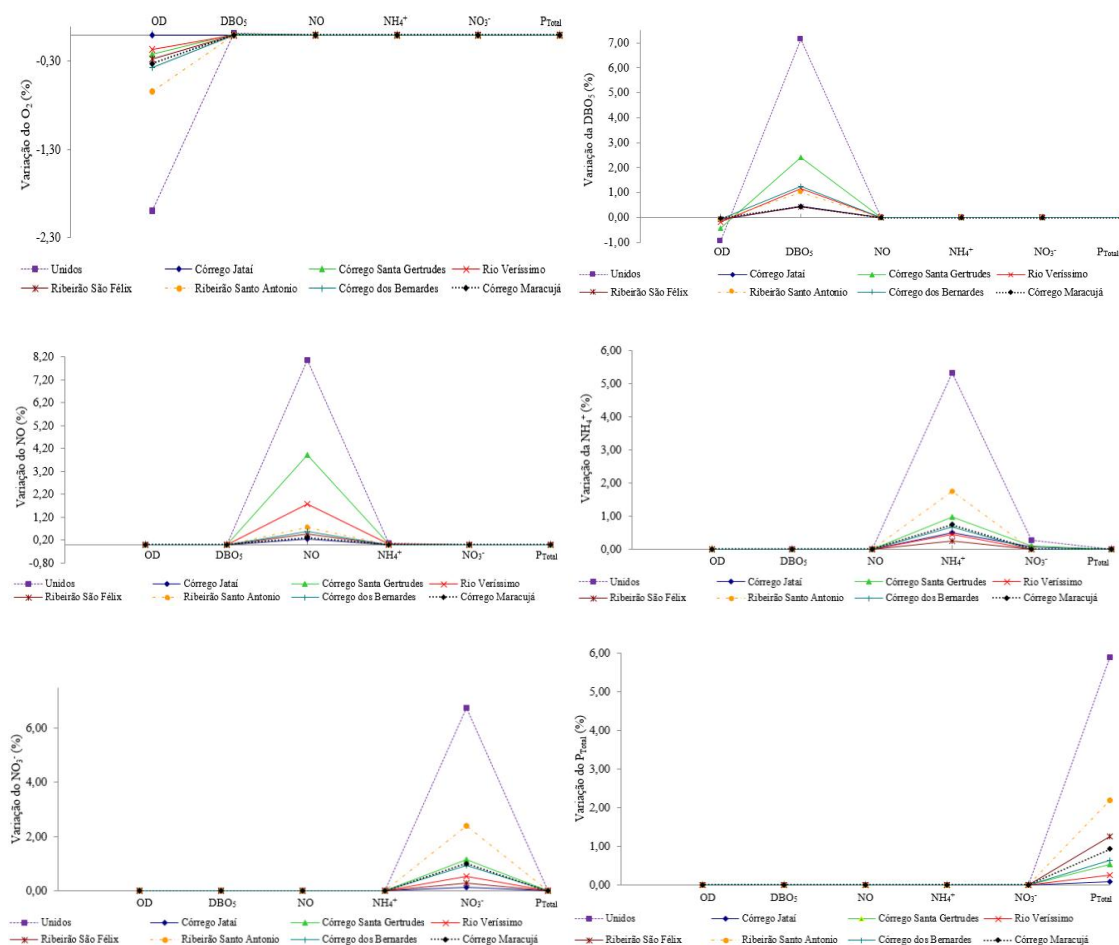 OD DBO₅ NO NH₄⁺ NO₃⁻ P_Total
-0,30
-1,30
-2,30
Variação do O₂ (%)
Unidos Córrego Jataí Córrego Santa Gertrudes Rio Veríssimo
Ribeirão São Félix Ribeirão Santo Antonio Córrego dos Bernardes Córrego Maracujá
7,00
6,00
5,00
4,00
3,00
2,00
1,00
0,00
-1,00
Variação da DBO₅ (%)
OD DBO₅ NO NH₄⁺ NO₃⁻ P_Total
Unidos Córrego Jataí Córrego Santa Gertrudes Rio Veríssimo
Ribeirão São Félix Ribeirão Santo Antonio Córrego dos Bernardes Córrego Maracujá
8,20
7,20
6,20
5,20
4,20
3,20
2,20
1,20
0,20
-0,80
Variação do NO (%)
OD DBO₅ NO NH₄⁺ NO₃⁻ P_Total
Unidos Córrego Jataí Córrego Santa Gertrudes Rio Veríssimo
Ribeirão São Félix Ribeirão Santo Antonio Córrego dos Bernardes Córrego Maracujá
6,00
5,00
4,00
3,00
2,00
1,00
0,00
Variação da NH₄⁺ (%)
OD DBO₅ NO NH₄⁺ NO₃⁻ P_Total
Unidos Córrego Jataí Córrego Santa Gertrudes Rio Veríssimo
Ribeirão São Félix Ribeirão Santo Antonio Córrego dos Bernardes Córrego Maracujá
6,00
4,00
2,00
0,00
Variação do NO₃⁻ (%)
OD DBO₅ NO NH₄⁺ NO₃⁻ P_Total
Unidos Córrego Jataí Córrego Santa Gertrudes Rio Veríssimo
Ribeirão São Félix Ribeirão Santo Antonio Córrego dos Bernardes Córrego Maracujá
6,00
5,00
4,00
3,00
2,00
1,00
0,00
Variação do P_Total (%)
OD DBO₅ NO NH₄⁺ NO₃⁻ P_Total
Unidos Córrego Jataí Córrego Santa Gertrudes Rio Veríssimo
Ribeirão São Félix Ribeirão Santo Antonio Córrego dos Bernardes Córrego Maracujá